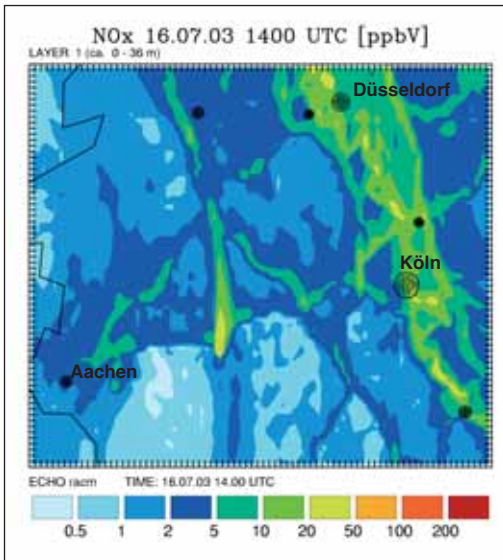 NOx 16.07.03 1400 UTC [ppbV]
LAYER 1 (ca. 0 - 36 m)
Düsseldorf
Köln
Aachen
ECHO racm TIME: 16.07.03 14.00 UTC
0.5 1 2 5 10 20 50 100 200